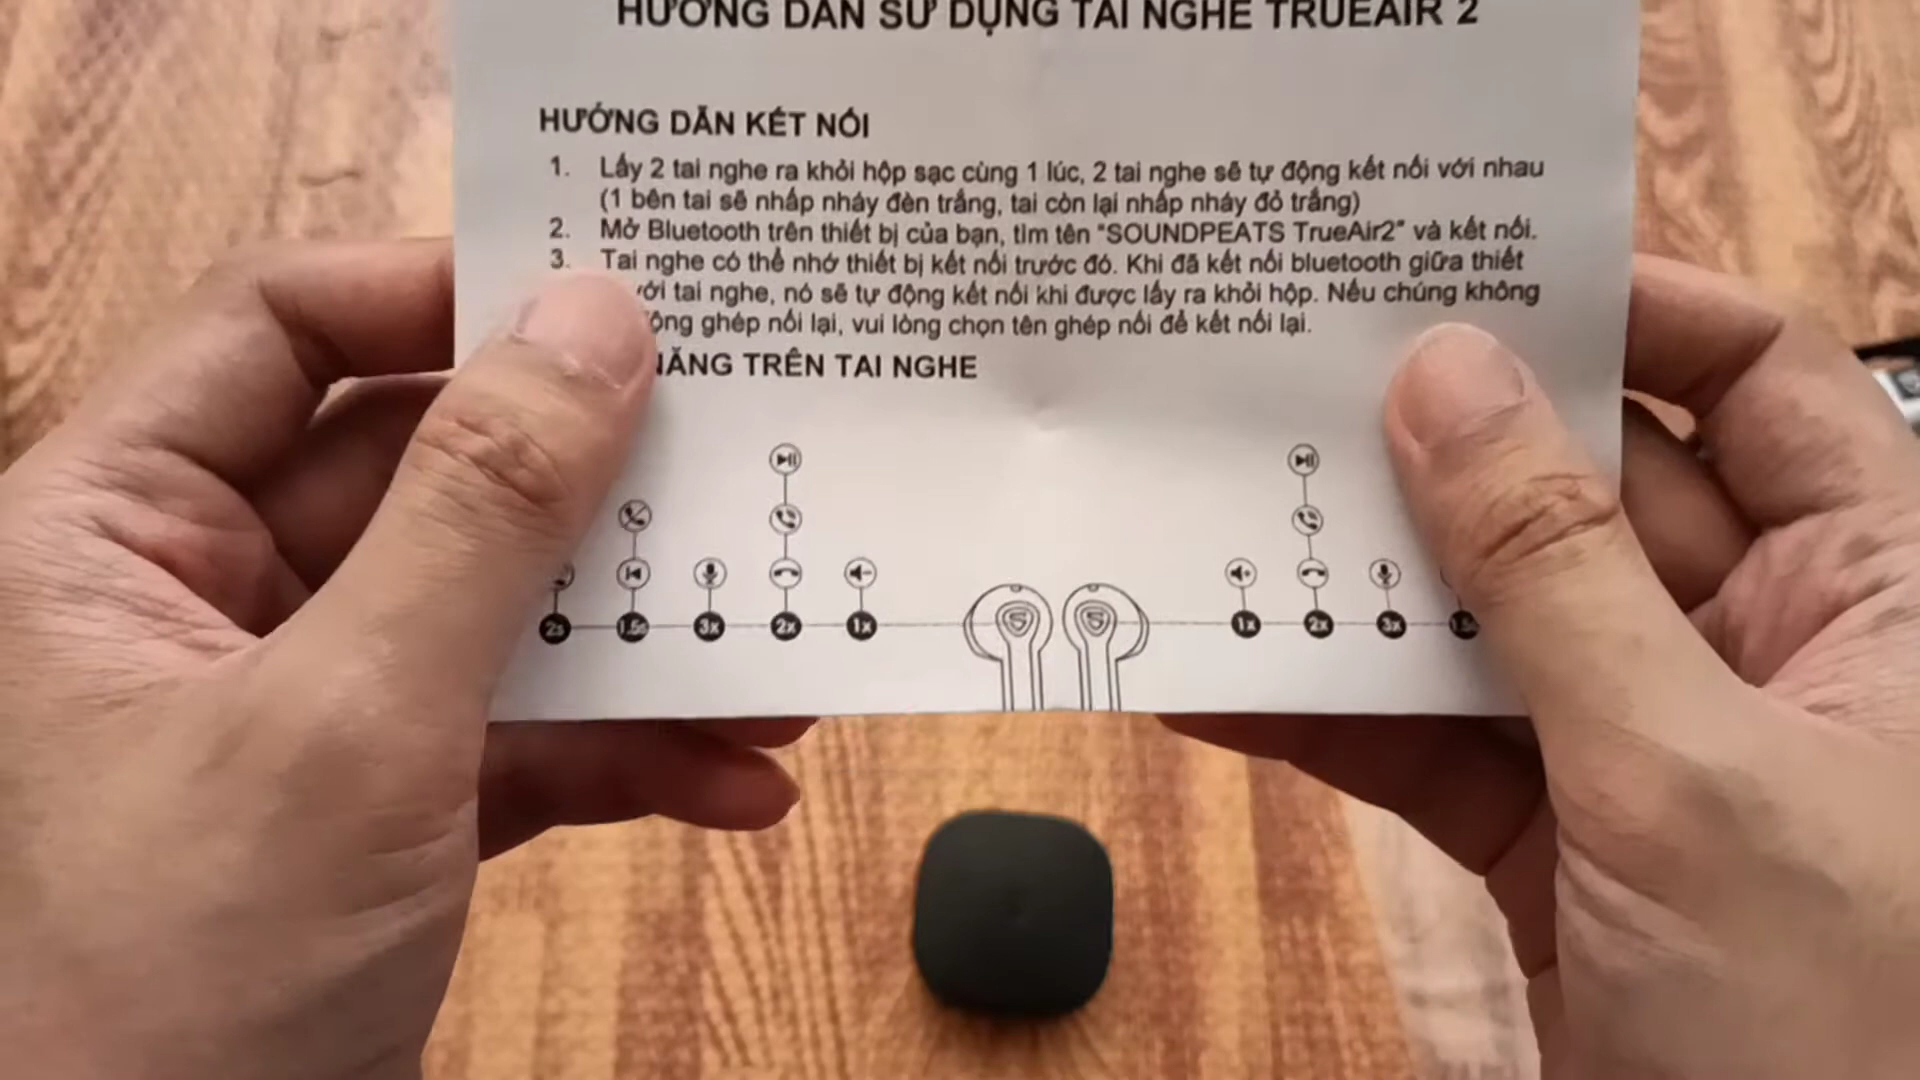 HƯỚNG DẪN SỬ DỤNG TAI NGHE TRUEAIR 2
HƯỚNG DẪN KẾT NỐI
1. Lấy 2 tai nghe ra khỏi hộp sạc cùng 1 lúc, 2 tai nghe sẽ tự động kết nối với nhau
(1 bên tai sẽ nhấp nháy đèn trắng, tai còn lại nhấp nháy đỏ trắng)
2. Mở Bluetooth trên thiết bị của bạn, tìm tên "SOUNDPEATS TrueAir2" và kết nối.
3. Tai nghe có thể nhớ thiết bị kết nối trước đó. Khi đã kết nối bluetooth giữa thiết
với tai nghe, nó sẽ tự động kết nối khi được lấy ra khỏi hộp. Nếu chúng không
ghép nối lại, vui lòng chọn tên ghép nối để kết nối lại.
NĂNG TRÊN TAI NGHE
2s 1.5s 3x 2x 1x 1x 2x 3x 1.5s